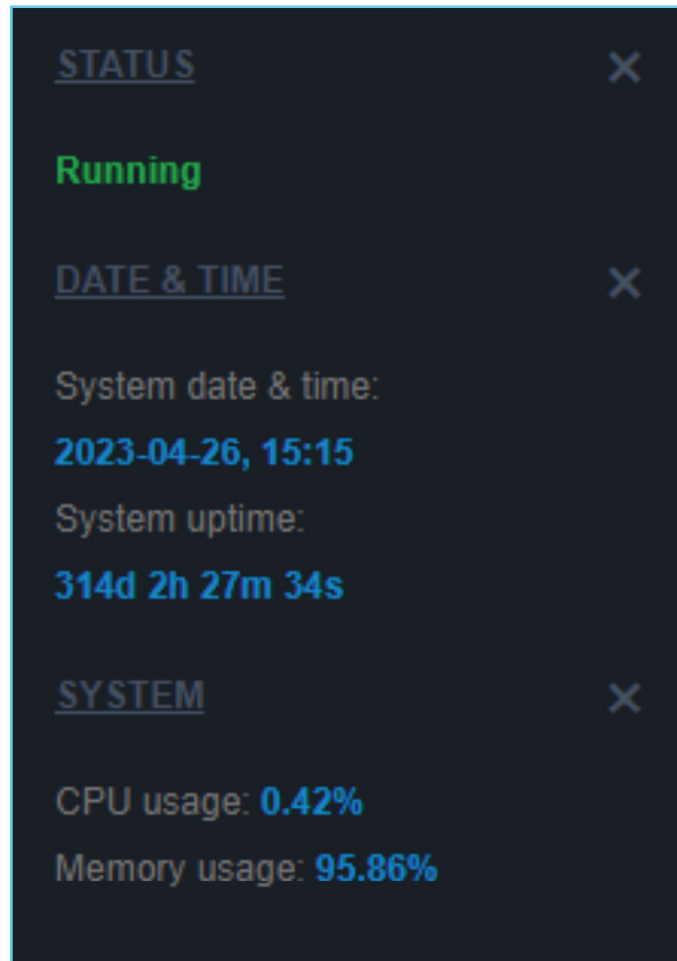 STATUS
Running
DATE & TIME
System date & time:
2023-04-26, 15:15
System uptime:
314d 2h 27m 34s
SYSTEM
CPU usage: 0.42%
Memory usage: 95.86%